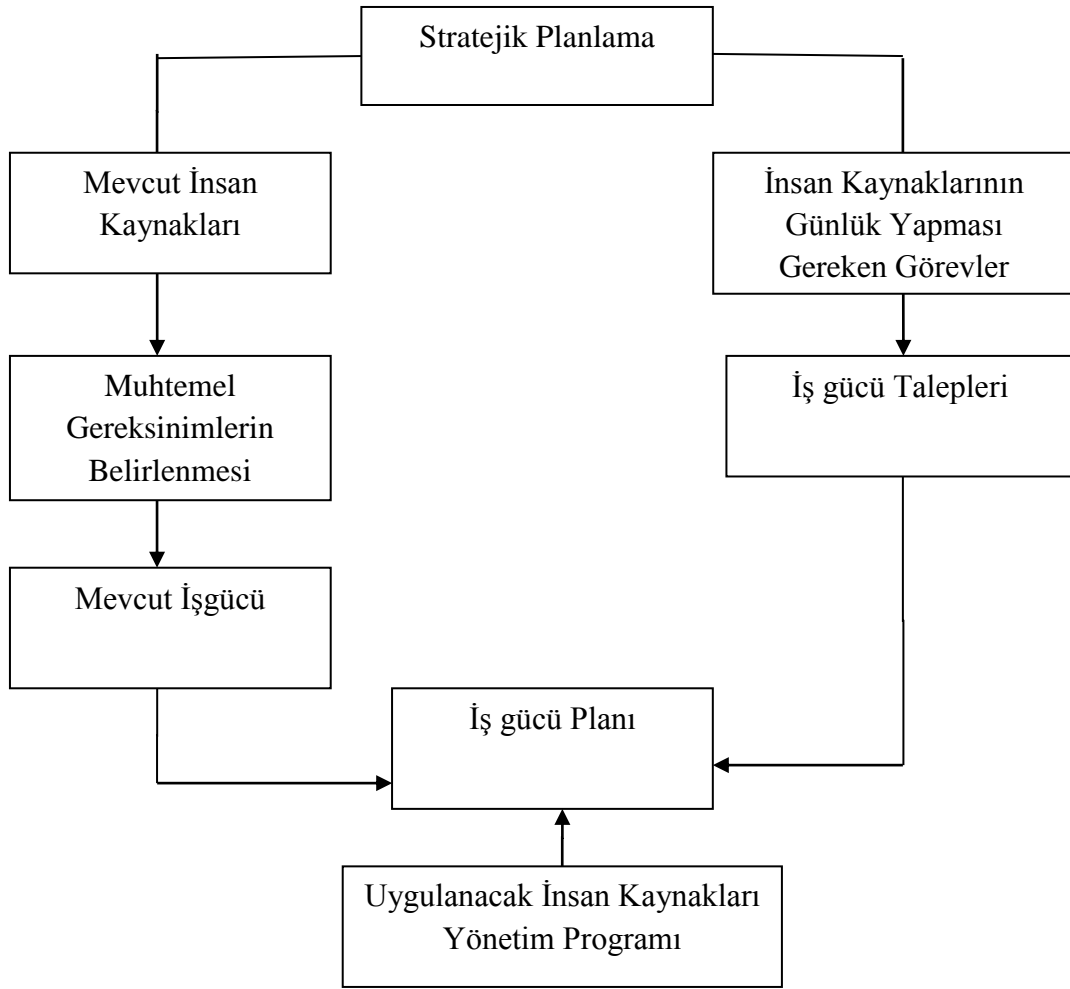 Stratejik Planlama
Mevcut İnsan
Kaynakları
İnsan Kaynaklarının
Günlük Yapması
Gereken Görevler
Muhtemel
Gereksinimlerin
Belirlenmesi
İş gücü Talepleri
Mevcut İşgücü
İş gücü Planı
Uygulanacak İnsan Kaynakları
Yönetim Programı